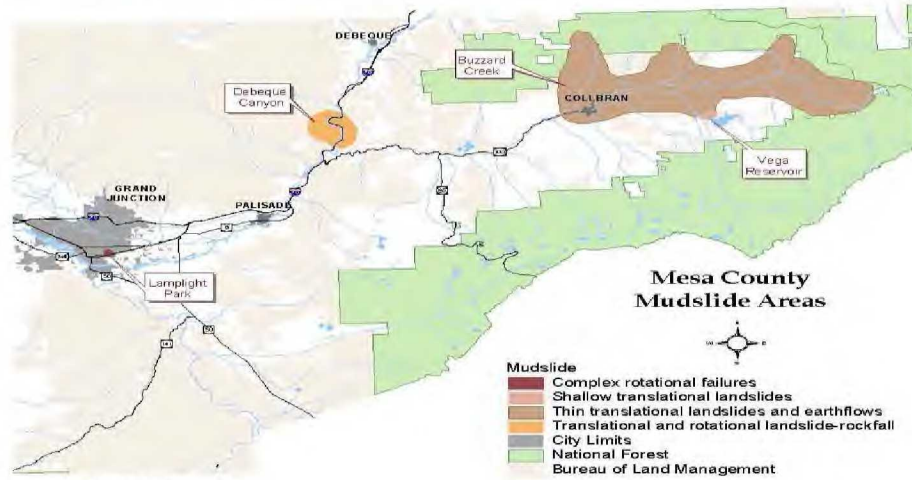 DEBEQUE
Buzzard
Creek
Debeque
Canyon
COLLBRAN
Vega
Reservoir
GRAND
JUNCTION
PALISADE
Lamplight
Park
50
50
Mesa County
Mudslide Areas
N
W
E
S
Mudslide
Complex rotational failures
Shallow translational landslides
Thin translational landslides and earthflows
Translational and rotational landslide-rockfall
City Limits
National Forest
Bureau of Land Management